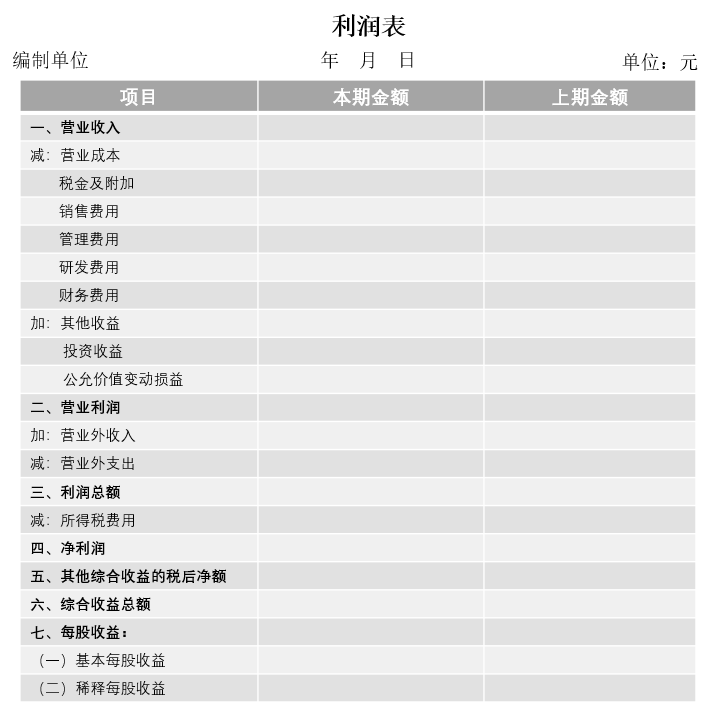 利润表
编制单位 年 月 日 单位：元
项目 本期金额 上期金额
一、营业收入
减：营业成本
税金及附加
销售费用
管理费用
研发费用
财务费用
加：其他收益
投资收益
公允价值变动损益
二、营业利润
加：营业外收入
减：营业外支出
三、利润总额
减：所得税费用
四、净利润
五、其他综合收益的税后净额
六、综合收益总额
七、每股收益：
（一）基本每股收益
（二）稀释每股收益